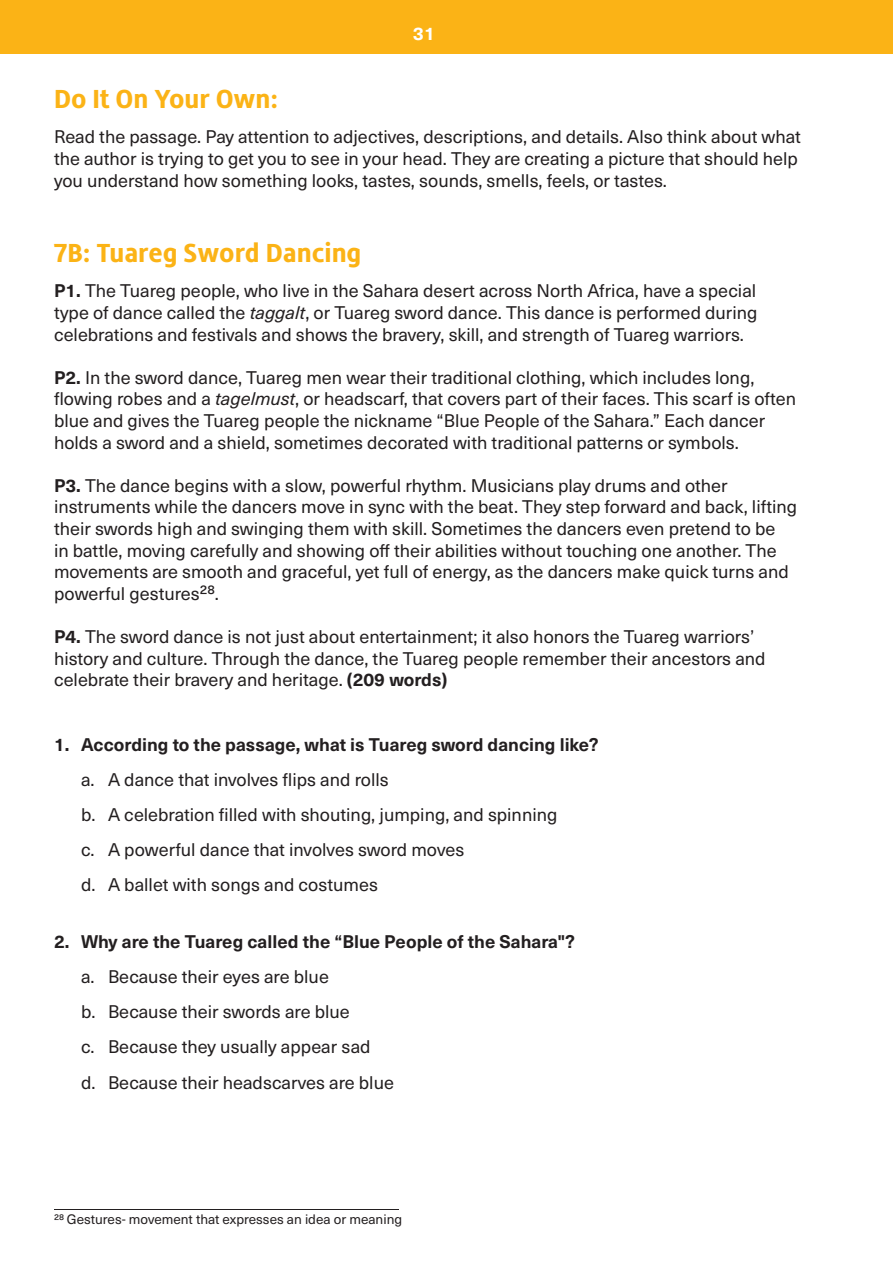 31
Do It On Your Own:
Read the passage. Pay attention to adjectives, descriptions, and details. Also think about what
the author is trying to get you to see in your head. They are creating a picture that should help
you understand how something looks, tastes, sounds, smells, feels, or tastes.
7B: Tuareg Sword Dancing
P1. The Tuareg people, who live in the Sahara desert across North Africa, have a special
type of dance called the taggalt, or Tuareg sword dance. This dance is performed during
celebrations and festivals and shows the bravery, skill, and strength of Tuareg warriors.
P2. In the sword dance, Tuareg men wear their traditional clothing, which includes long,
flowing robes and a tagelmust, or headscarf, that covers part of their faces. This scarf is often
blue and gives the Tuareg people the nickname “Blue People of the Sahara.” Each dancer
holds a sword and a shield, sometimes decorated with traditional patterns or symbols.
P3. The dance begins with a slow, powerful rhythm. Musicians play drums and other
instruments while the dancers move in sync with the beat. They step forward and back, lifting
their swords high and swinging them with skill. Sometimes the dancers even pretend to be
in battle, moving carefully and showing off their abilities without touching one another. The
movements are smooth and graceful, yet full of energy, as the dancers make quick turns and
powerful gestures²⁸.
P4. The sword dance is not just about entertainment; it also honors the Tuareg warriors’
history and culture. Through the dance, the Tuareg people remember their ancestors and
celebrate their bravery and heritage. (209 words)
1. According to the passage, what is Tuareg sword dancing like?
a. A dance that involves flips and rolls
b. A celebration filled with shouting, jumping, and spinning
c. A powerful dance that involves sword moves
d. A ballet with songs and costumes
2. Why are the Tuareg called the “Blue People of the Sahara"?
a. Because their eyes are blue
b. Because their swords are blue
c. Because they usually appear sad
d. Because their headscarves are blue
²⁸ Gestures- movement that expresses an idea or meaning